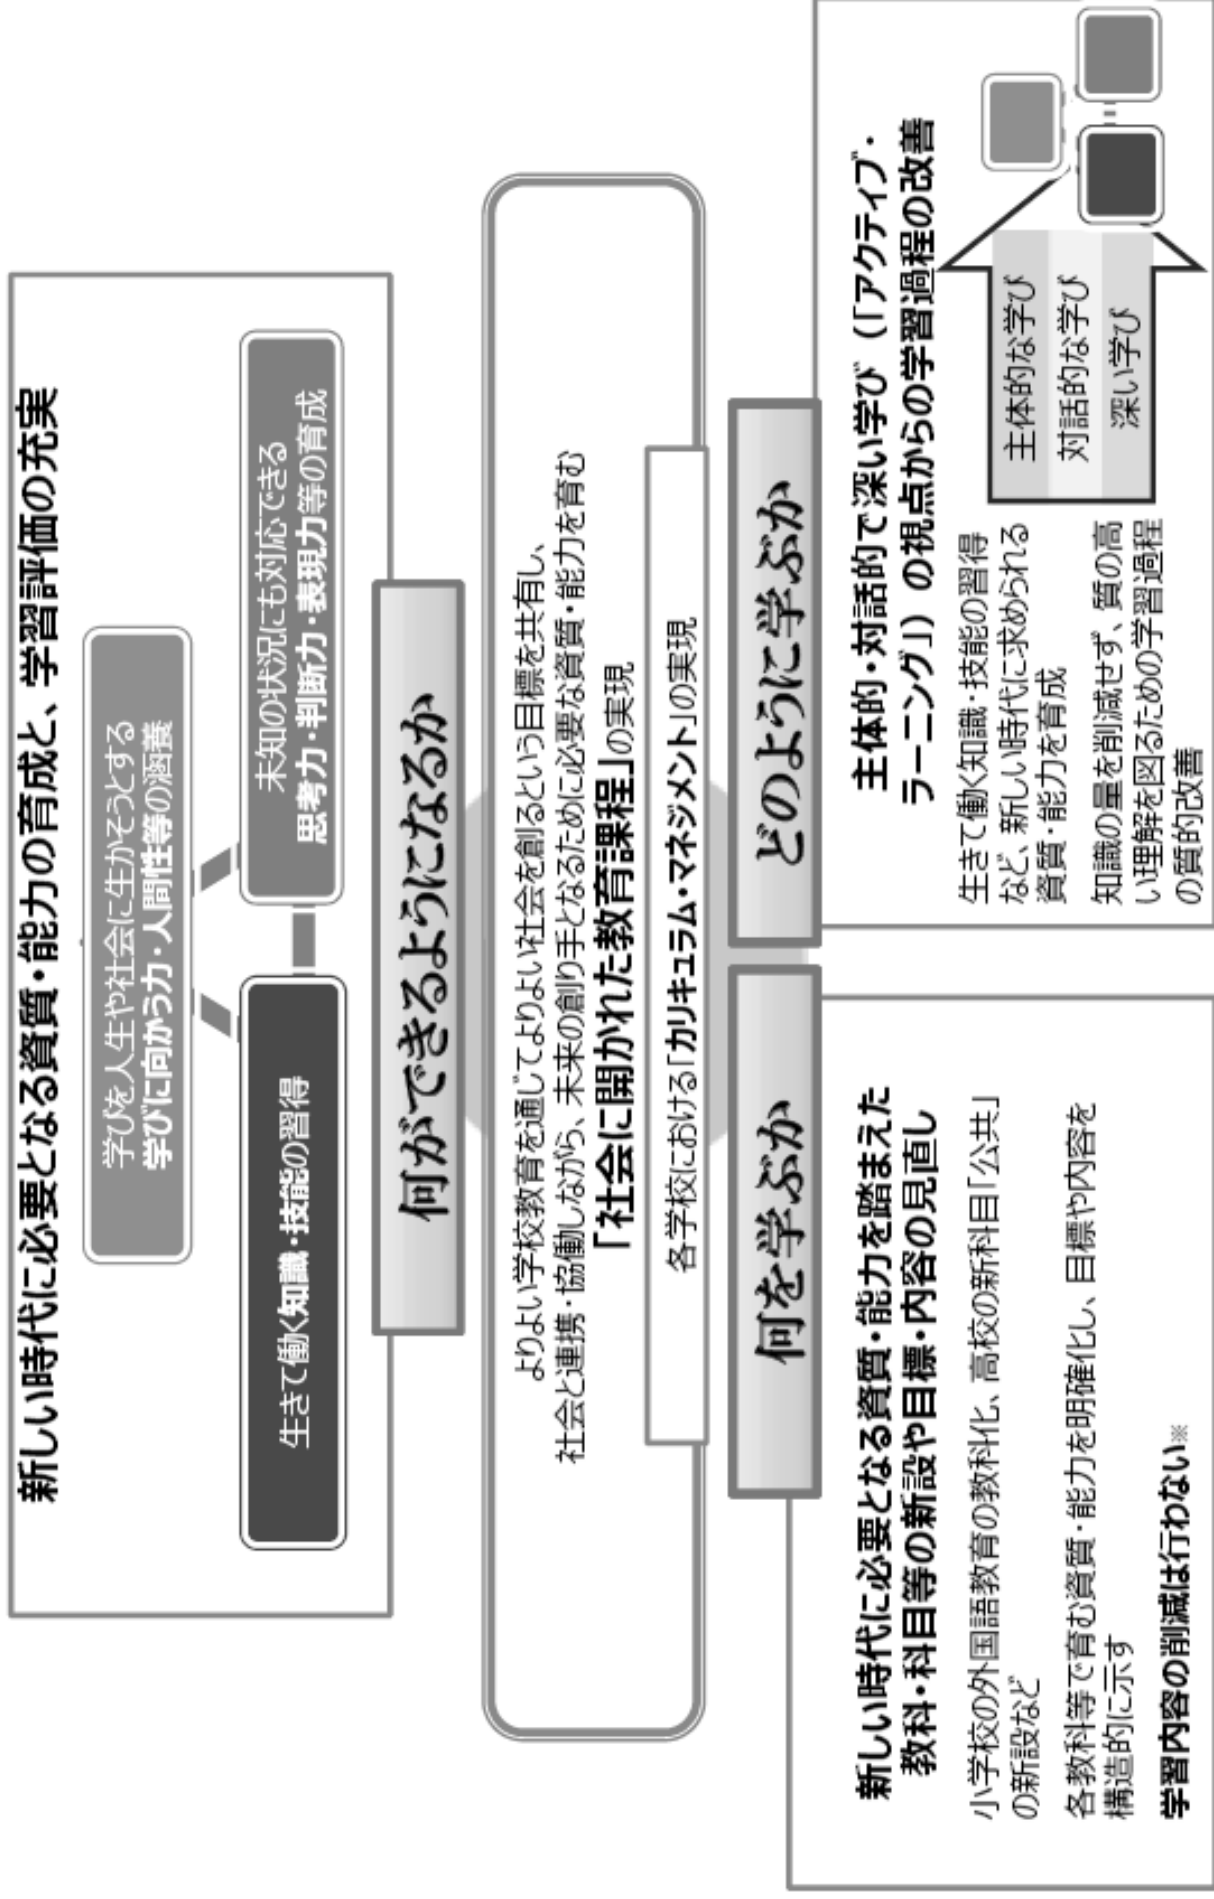 新しい時代に必要となる資質・能力の育成と、学習評価の充実
学びを人生や社会に生かそうとする
学びに向かう力・人間性等の涵養
生きて働く知識・技能の習得
未知の状況にも対応できる
思考力・判断力・表現力等の育成
何ができるようになるか
よりよい学校教育を通じてよりよい社会を創るという目標を共有し、
社会と連携・協働しながら、未来の創り手となるために必要な資質・能力を育む
「社会に開かれた教育課程」の実現
各学校における「カリキュラム・マネジメント」の実現
何を学ぶか
新しい時代に必要となる資質・能力を踏まえた
教科・科目等の新設や目標・内容の見直し
小学校の外国語教育の教科化、高校の新科目「公共」
の新設など
各教科等で育む資質・能力を明確化し、目標や内容を
構造的に示す
学習内容の削減は行わない※
どのように学ぶか
主体的・対話的で深い学び（「アクティブ・
ラーニング」）の視点からの学習過程の改善
生きて働く知識・技能の習得
など、新しい時代に求められる
資質・能力を育成
知識の量を削減せず、質の高
い理解を図るための学習過程
の質的改善
主体的な学び
対話的な学び
深い学び